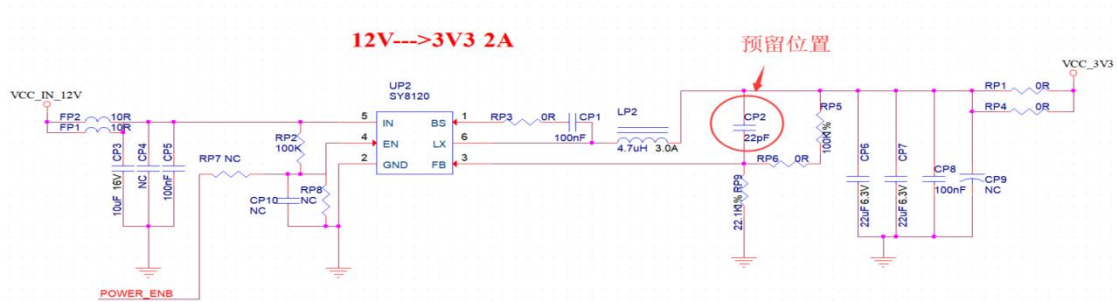 12V--->3V3 2A
预留位置
VCC_3V3
VCC_IN_12V
UP2
SY8120
FP2 10R
FP1 10R
5 IN BS 1
4 EN LX 6
2 GND FB 3
RP3 0R
CP1
100nF
LP2
4.7uH 3.0A
CP2
22pF
RP5
100K1%
RP1 0R
RP4 0R
RP2
100K
RP7 NC
RP8
NC
CP10
NC
CP3
10uF 16V
CP4
NC
CP5
100nF
RP6 0R
RP9
22.1K1%
CP6
22uF 6.3V
CP7
22uF 6.3V
CP8
100nF
CP9
NC
POWER_ENB